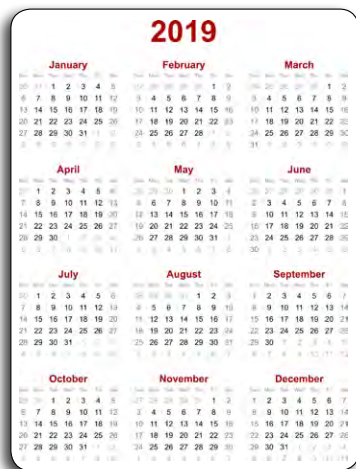 2019
January
1 2 3 4 5
6 7 8 9 10 11 12
13 14 15 16 17 18 19
20 21 22 23 24 25 26
27 28 29 30 31
February
1 2
3 4 5 6 7 8 9
10 11 12 13 14 15 16
17 18 19 20 21 22 23
24 25 26 27 28
March
1 2
3 4 5 6 7 8 9
10 11 12 13 14 15 16
17 18 19 20 21 22 23
24 25 26 27 28 29 30
31
April
1 2 3 4 5 6
7 8 9 10 11 12 13
14 15 16 17 18 19 20
21 22 23 24 25 26 27
28 29 30
May
1 2 3 4
5 6 7 8 9 10 11
12 13 14 15 16 17 18
19 20 21 22 23 24 25
26 27 28 29 30 31
June
1
2 3 4 5 6 7 8
9 10 11 12 13 14 15
16 17 18 19 20 21 22
23 24 25 26 27 28 29
30
July
1 2 3 4 5 6
7 8 9 10 11 12 13
14 15 16 17 18 19 20
21 22 23 24 25 26 27
28 29 30 31
August
1 2 3
4 5 6 7 8 9 10
11 12 13 14 15 16 17
18 19 20 21 22 23 24
25 26 27 28 29 30 31
September
1 2 3 4 5 6 7
8 9 10 11 12 13 14
15 16 17 18 19 20 21
22 23 24 25 26 27 28
29 30
October
1 2 3 4 5
6 7 8 9 10 11 12
13 14 15 16 17 18 19
20 21 22 23 24 25 26
27 28 29 30 31
November
1 2
3 4 5 6 7 8 9
10 11 12 13 14 15 16
17 18 19 20 21 22 23
24 25 26 27 28 29 30
December
1 2 3 4 5 6 7
8 9 10 11 12 13 14
15 16 17 18 19 20 21
22 23 24 25 26 27 28
29 30 31